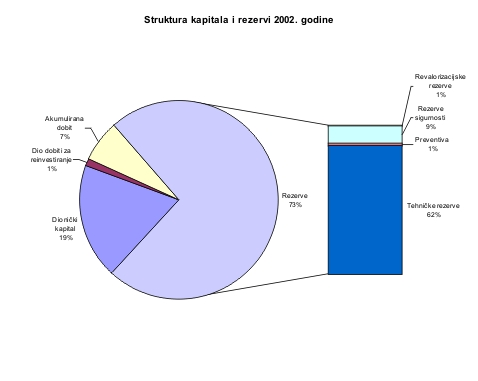 Struktura kapitala i rezervi 2002. godine
Revalorizacijske
rezerve
1%
Rezerve
sigurnosti
9%
Preventiva
1%
Tehničke rezerve
62%
Rezerve
73%
Akumulirana
dobit
7%
Dio dobiti za
reinvestiranje
1%
Dionički
kapital
19%